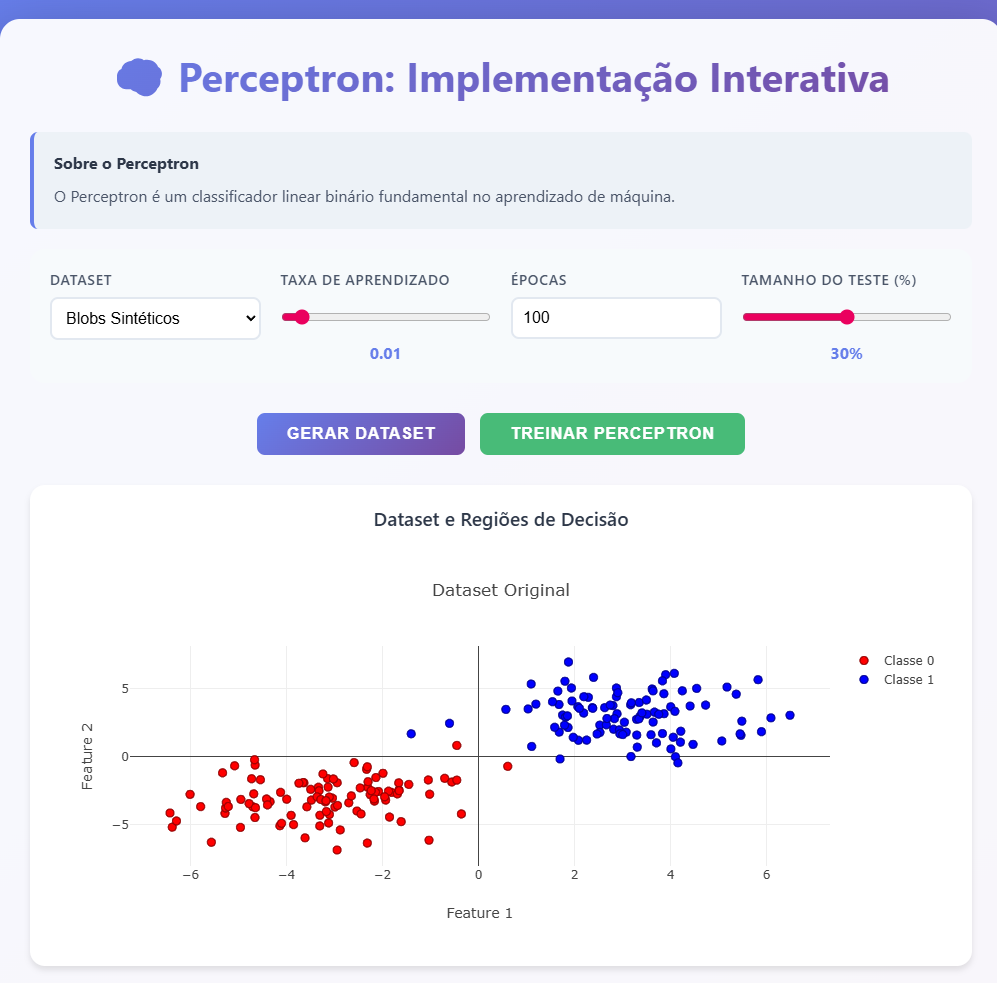 Perceptron: Implementação Interativa
Sobre o Perceptron
O Perceptron é um classificador linear binário fundamental no aprendizado de máquina.
DATASET
TAXA DE APRENDIZADO
ÉPOCAS
TAMANHO DO TESTE (%)
Blobs Sintéticos
100
0.01
30%
GERAR DATASET
TREINAR PERCEPTRON
Dataset e Regiões de Decisão
Dataset Original
Classe 0
Classe 1
5
0
−5
Feature 2
−6
−4
−2
0
2
4
6
Feature 1